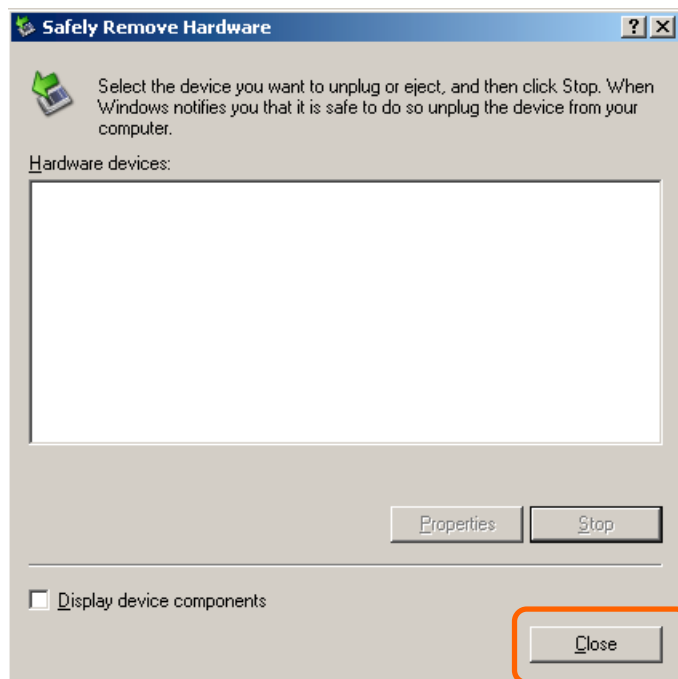 Safely Remove Hardware
Select the device you want to unplug or eject, and then click Stop. When
Windows notifies you that it is safe to do so unplug the device from your
computer.
Hardware devices:
Properties Stop
Display device components
Close